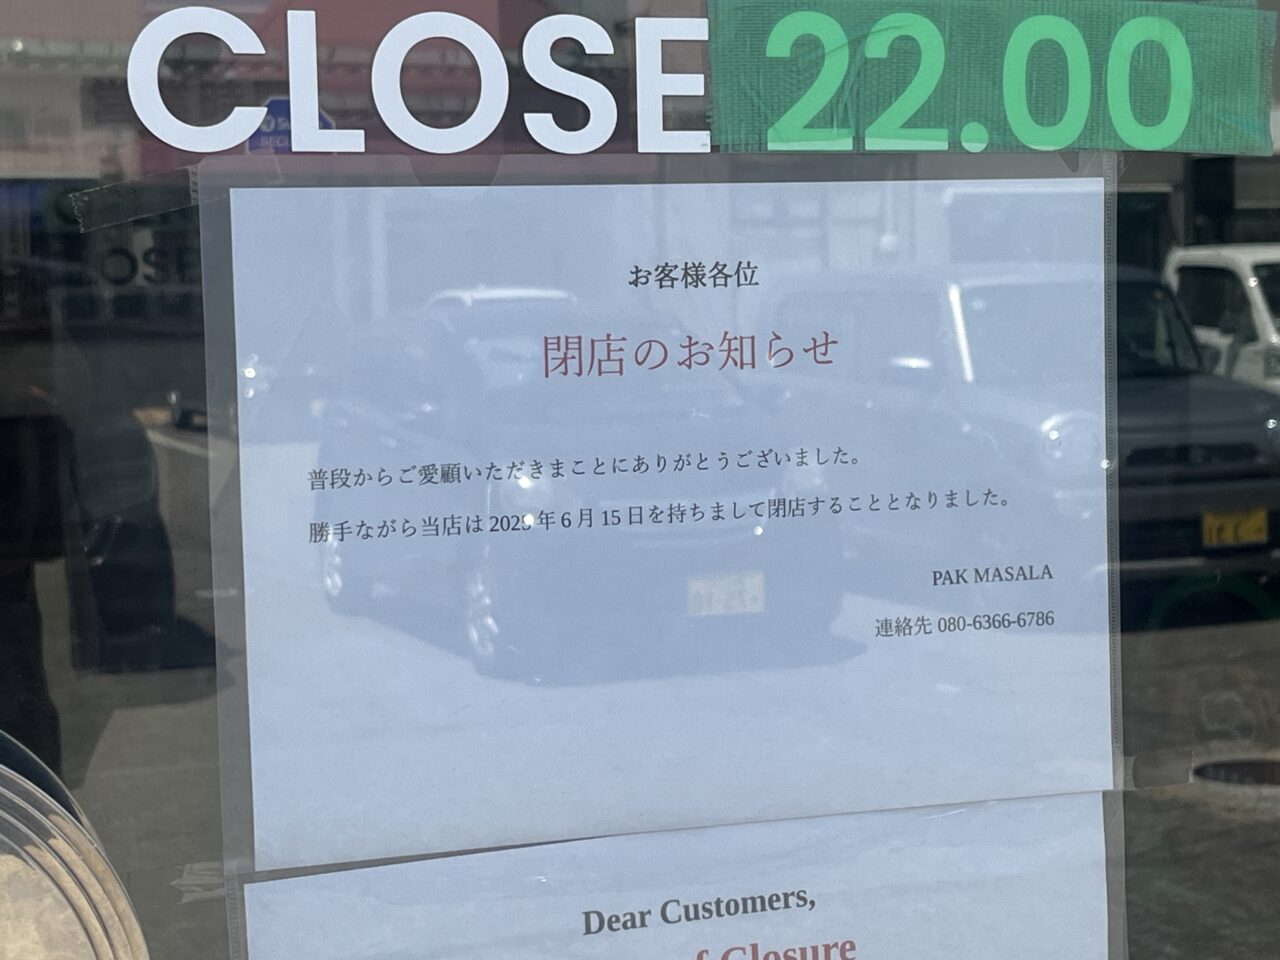 CLOSE 22.00
お客様各位
閉店のお知らせ
普段からご愛顧いただきまことにありがとうございました。
勝手ながら当店は 2025 年 6 月 15 日を持ちまして閉店することとなりました。
PAK MASALA
連絡先 080-6366-6786
Dear Customers,
f Closure